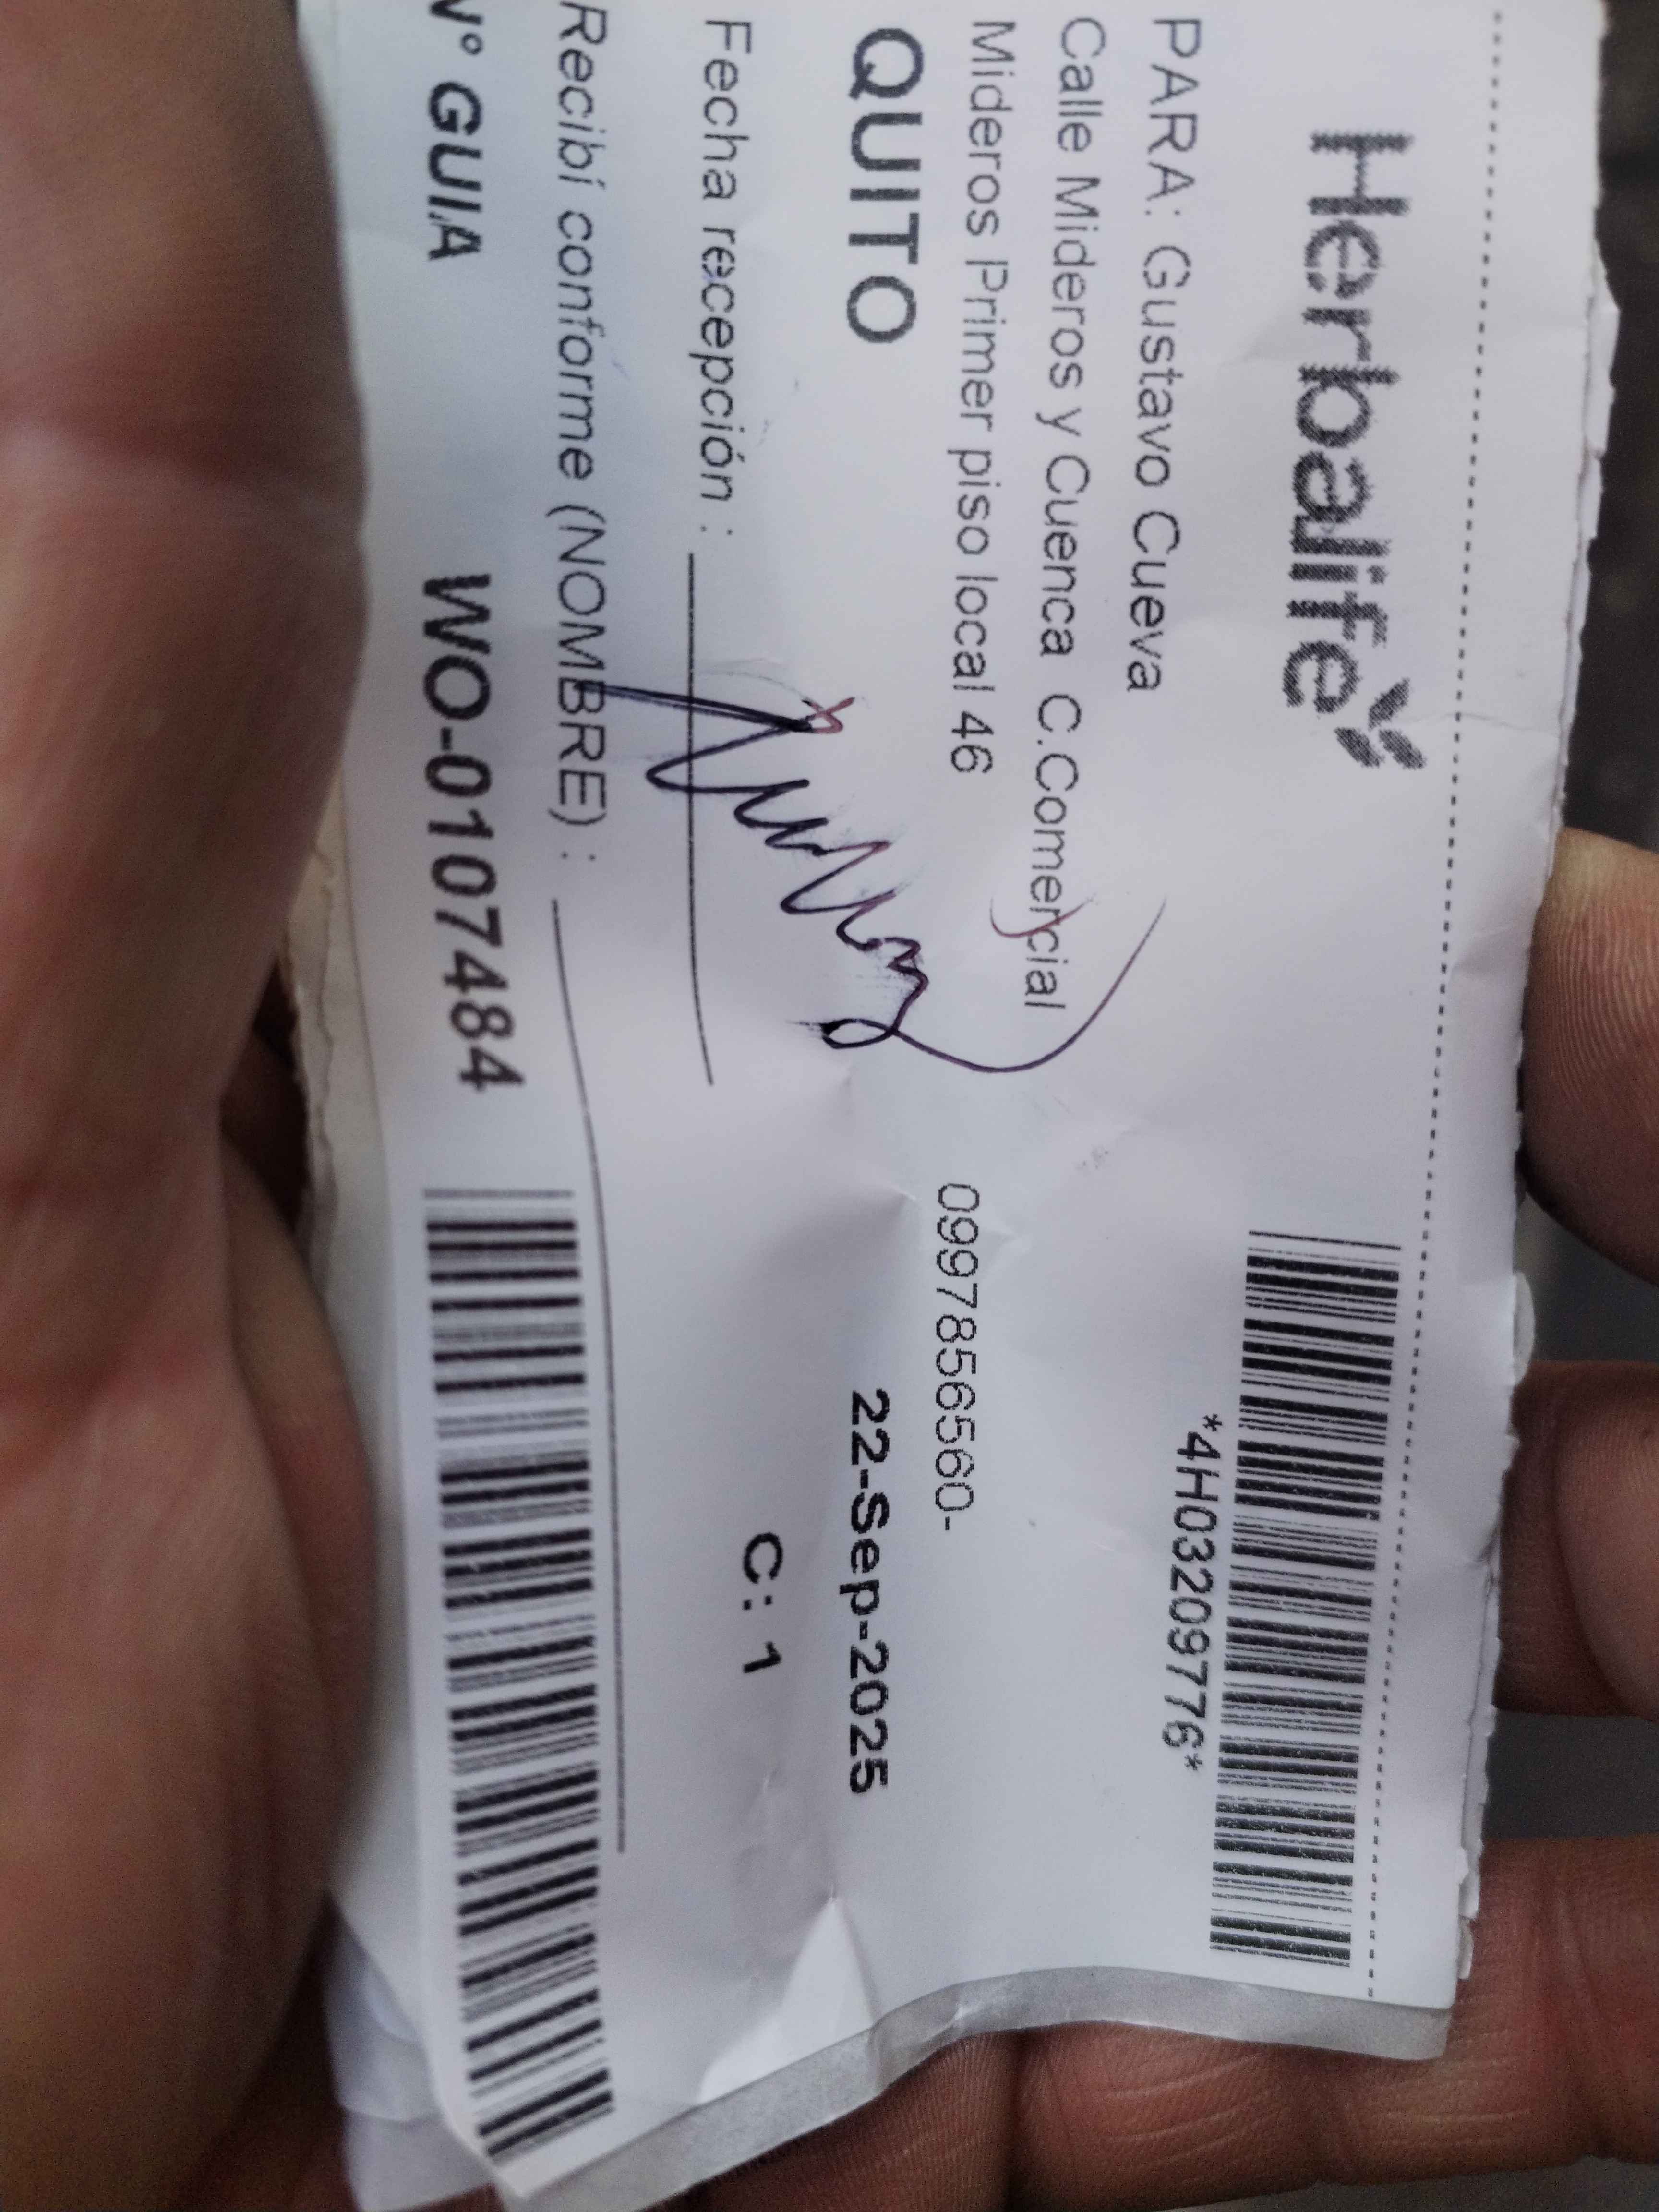 Herbalife
*4H03209776*
PARA: Gustavo Cueva
Calle Mideros y Cuenca C.Comercial
Mideros Primer piso local 46
0997856560-
QUITO
22-Sep-2025
Fecha recepción :
C: 1
Recibí conforme (NOMBRE) :
N° GUIA WO-0107484